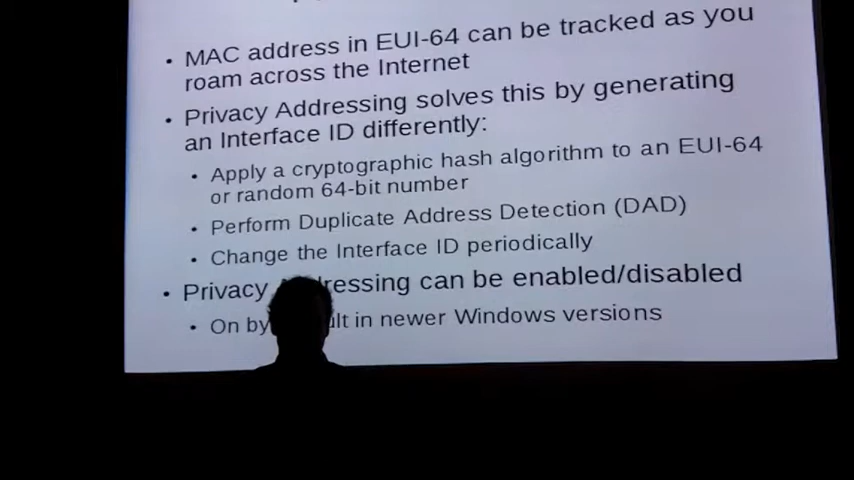 • MAC address in EUI-64 can be tracked as you
roam across the Internet
• Privacy Addressing solves this by generating
an Interface ID differently:
• Apply a cryptographic hash algorithm to an EUI-64
or random 64-bit number
• Perform Duplicate Address Detection (DAD)
• Change the Interface ID periodically
• Privacy Addressing can be enabled/disabled
• On by ult in newer Windows versions